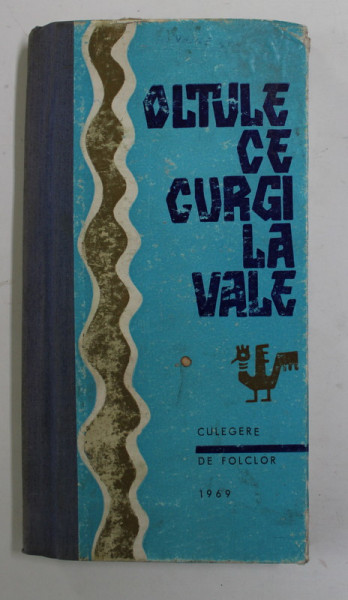 OLTULE
CE
CURGI
LA
VALE
CULEGERE
DE FOLCLOR
1969